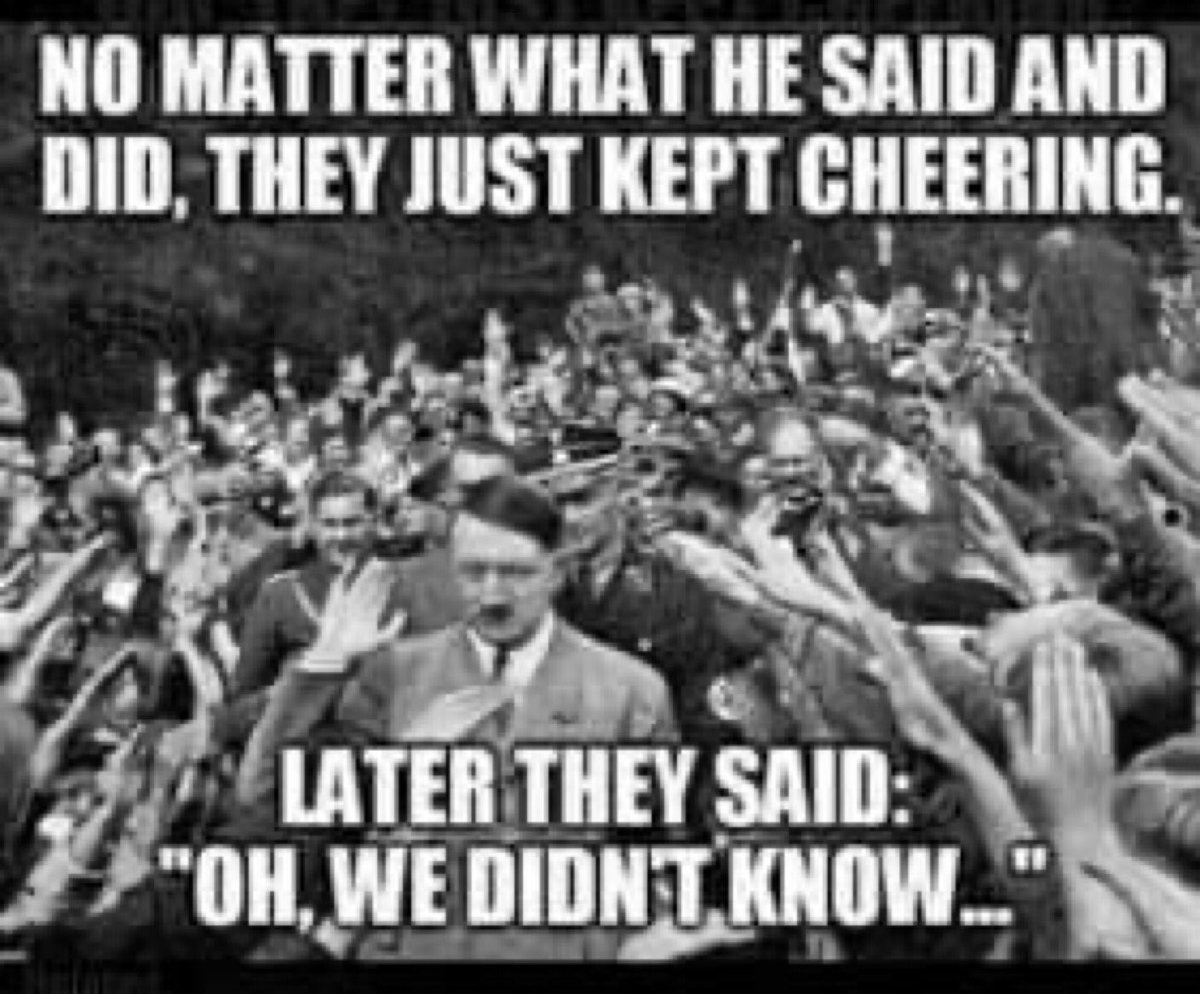 NO MATTER WHAT HE SAID AND
DID, THEY JUST KEPT CHEERING.
LATER THEY SAID:
"OH, WE DIDN'T KNOW..."